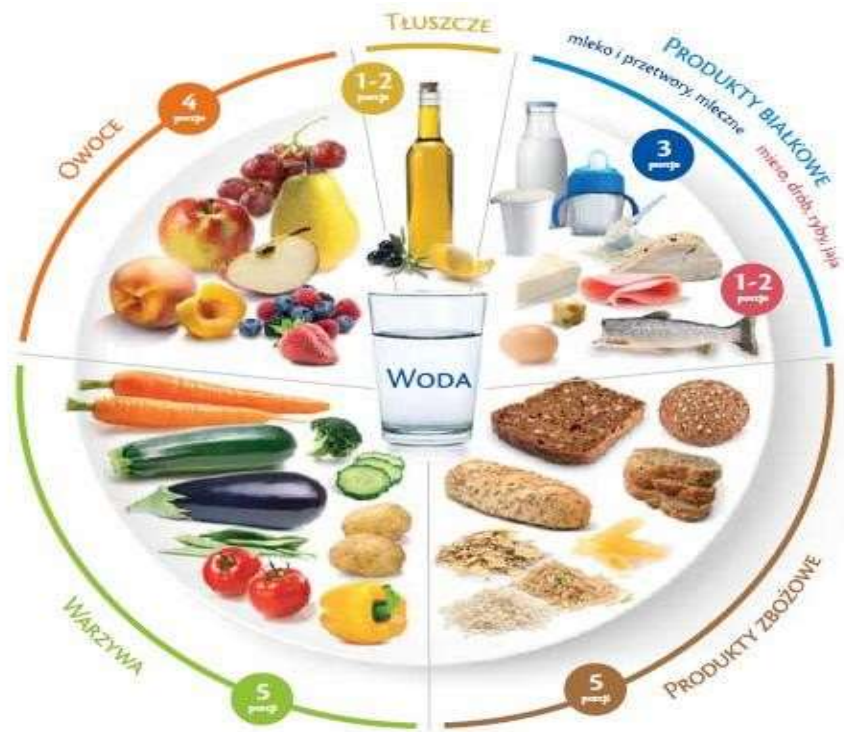 TŁUSZCZE
1-2
porcje
PRODUKTY BIAŁKOWE
mleko i przetwory, mleczne
3
porcje
mięso, drób, ryby, jaja
1-2
porcje
OWOCE
4
porcje
WODA
WARZYWA
5
porcji
PRODUKTY ZBOŻOWE
5
porcji